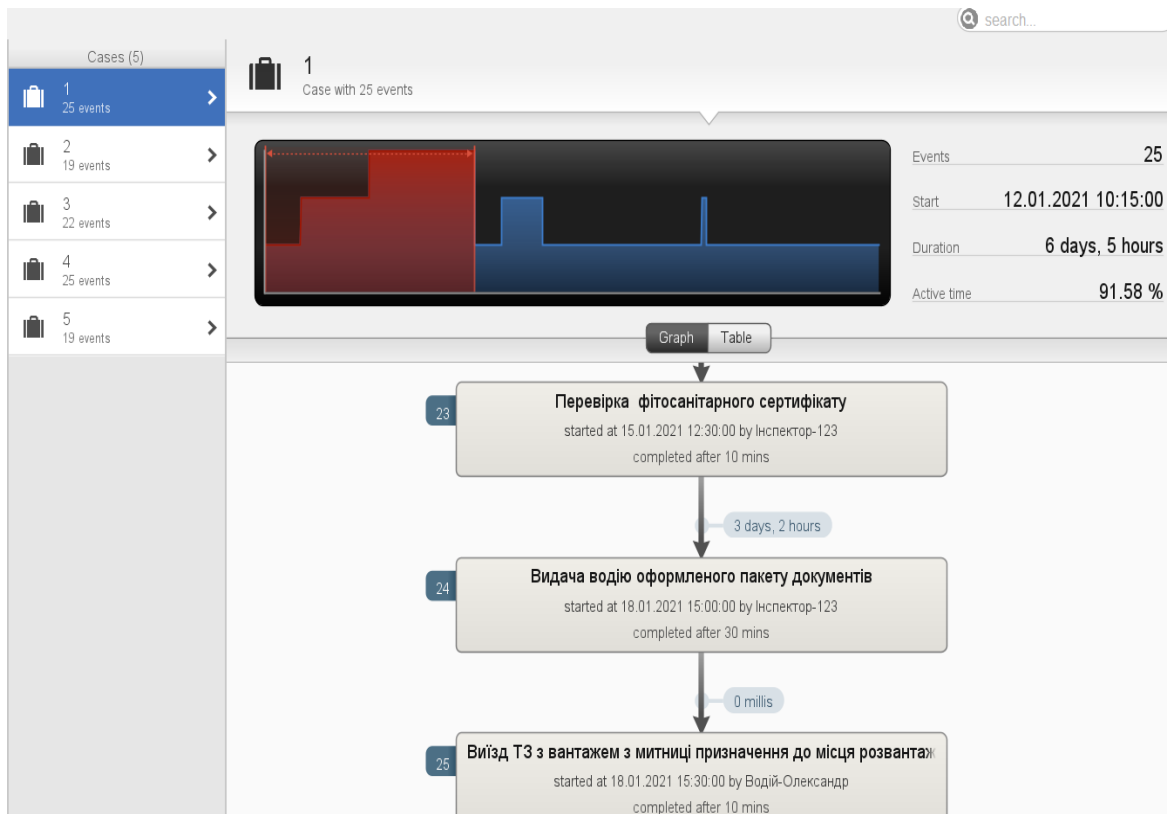 search...
Cases (5)
1
25 events
2
19 events
3
22 events
4
25 events
5
19 events
1
Case with 25 events
Events 25
Start 12.01.2021 10:15:00
Duration 6 days, 5 hours
Active time 91.58 %
Graph Table
23
Перевірка фітосанітарного сертифікату
started at 15.01.2021 12:30:00 by Інспектор-123
completed after 10 mins
3 days, 2 hours
24
Видача водію оформленого пакету документів
started at 18.01.2021 15:00:00 by Інспектор-123
completed after 30 mins
0 millis
25
Виїзд ТЗ з вантажем з митниці призначення до місця розвантаж
started at 18.01.2021 15:30:00 by Водій-Олександр
completed after 10 mins